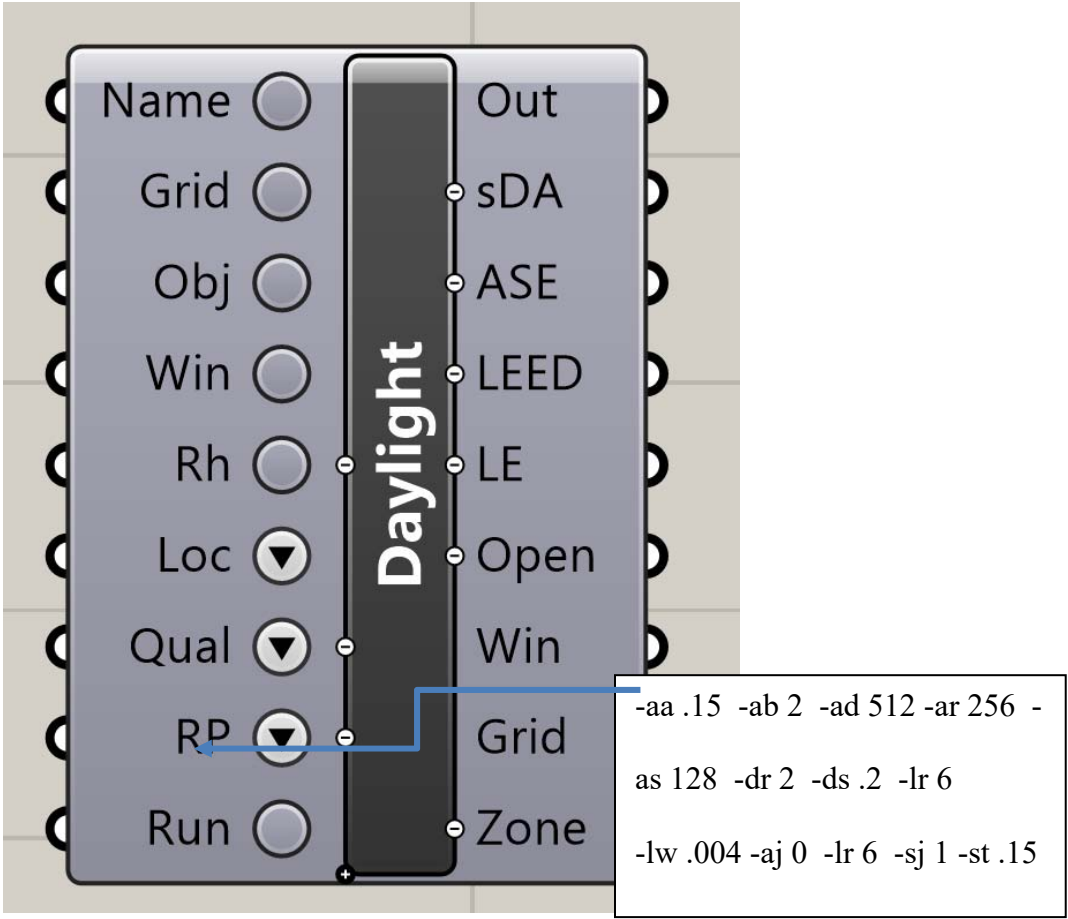 Name
Grid
Obj
Win
Rh
Loc
Qual
RP
Run
Daylight
Out
sDA
ASE
LEED
LE
Open
Win
Grid
Zone
-aa .15 -ab 2 -ad 512 -ar 256 -
as 128 -dr 2 -ds .2 -lr 6
-lw .004 -aj 0 -lr 6 -sj 1 -st .15